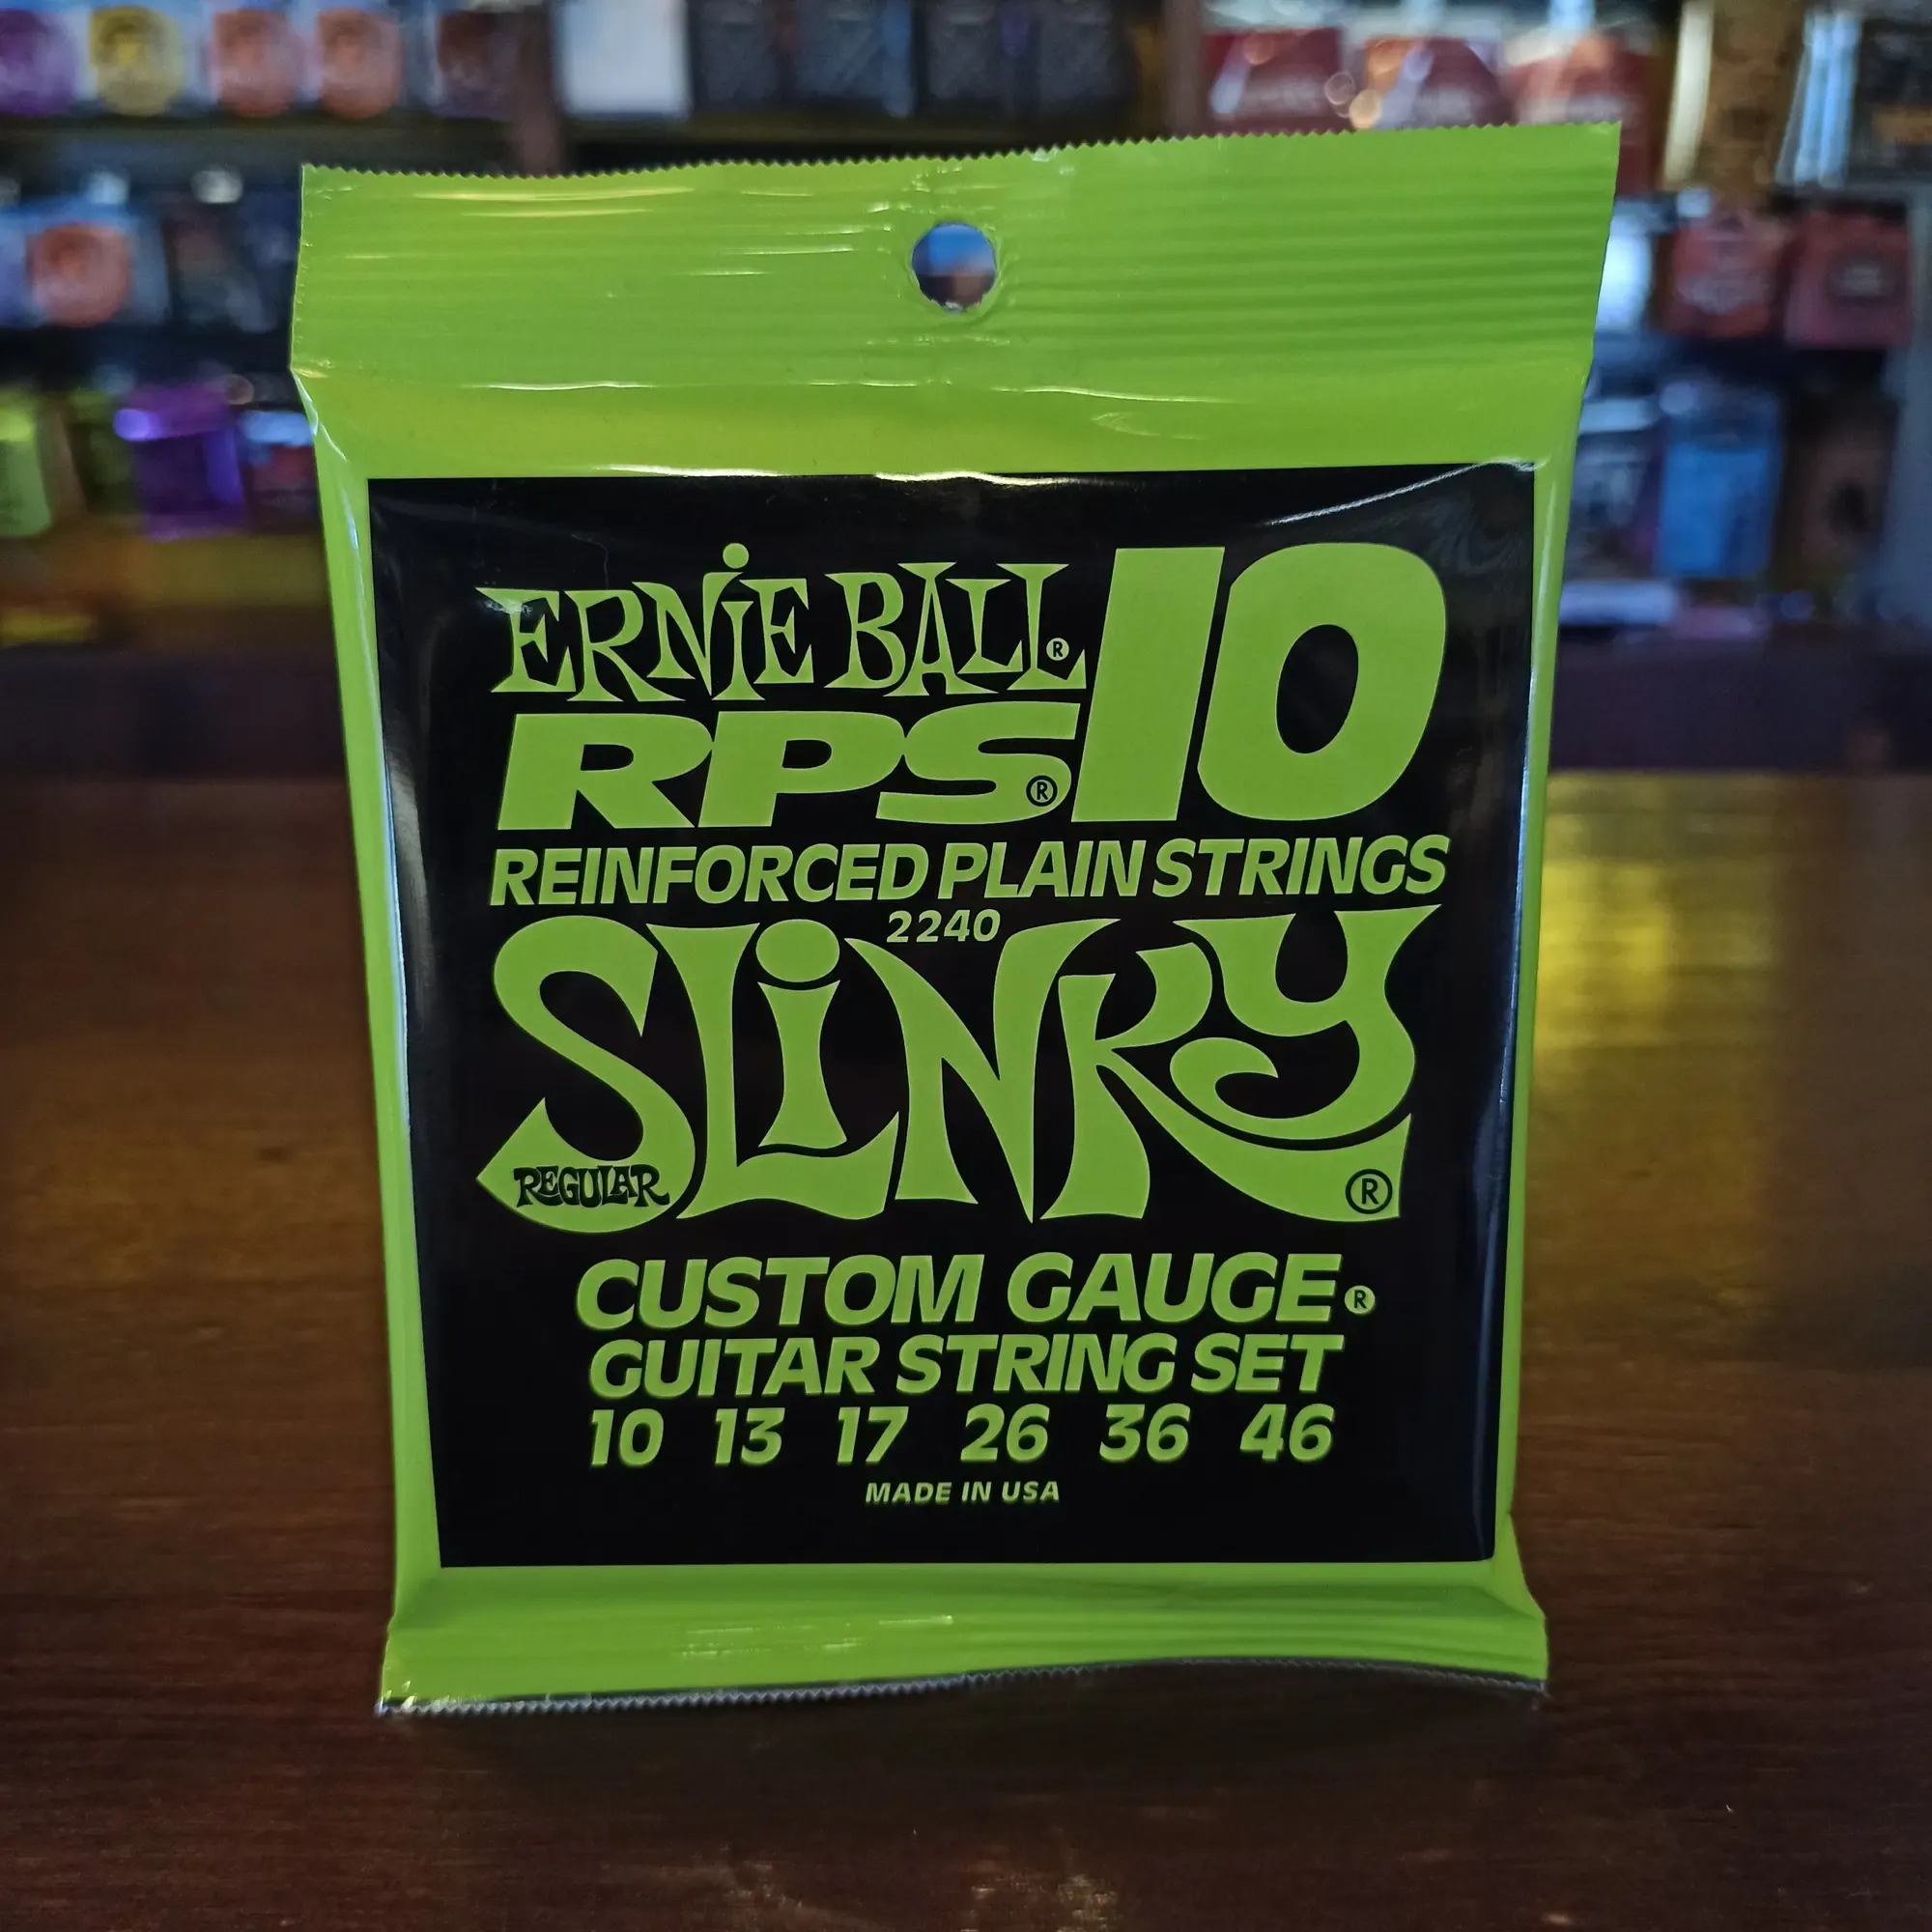 ERNIE BALL® 10
RPS®
REINFORCED PLAIN STRINGS
2240
SLINKY®
REGULAR
CUSTOM GAUGE®
GUITAR STRING SET
10 13 17 26 36 46
MADE IN USA